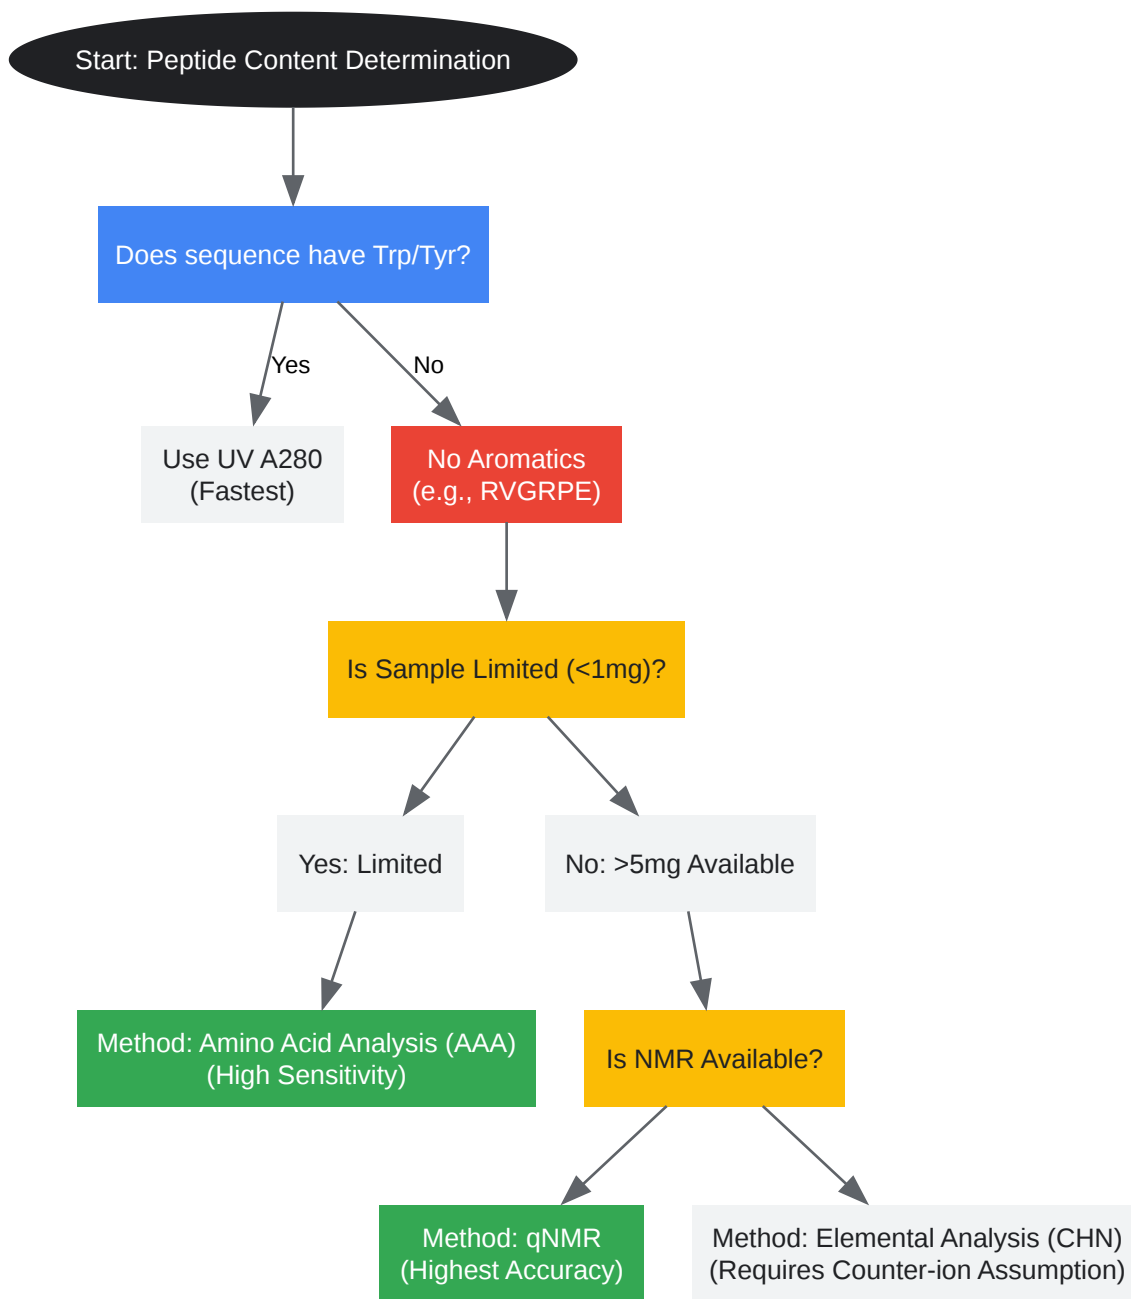 Start: Peptide Content Determination
Does sequence have Trp/Tyr?
Yes
No
Use UV A280
(Fastest)
No Aromatics
(e.g., RVGRPE)
Is Sample Limited (<1mg)?
Yes: Limited
No: >5mg Available
Method: Amino Acid Analysis (AAA)
(High Sensitivity)
Is NMR Available?
Method: qNMR
(Highest Accuracy)
Method: Elemental Analysis (CHN)
(Requires Counter-ion Assumption)